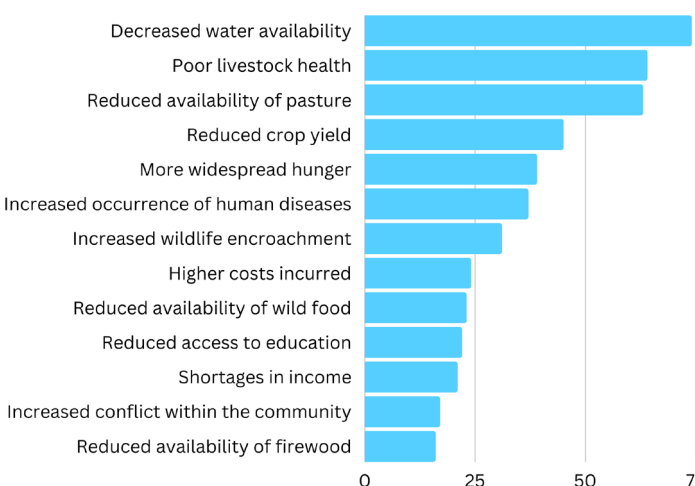 Decreased water availability
Poor livestock health
Reduced availability of pasture
Reduced crop yield
More widespread hunger
Increased occurrence of human diseases
Increased wildlife encroachment
Higher costs incurred
Reduced availability of wild food
Reduced access to education
Shortages in income
Increased conflict within the community
Reduced availability of firewood
0 25 50